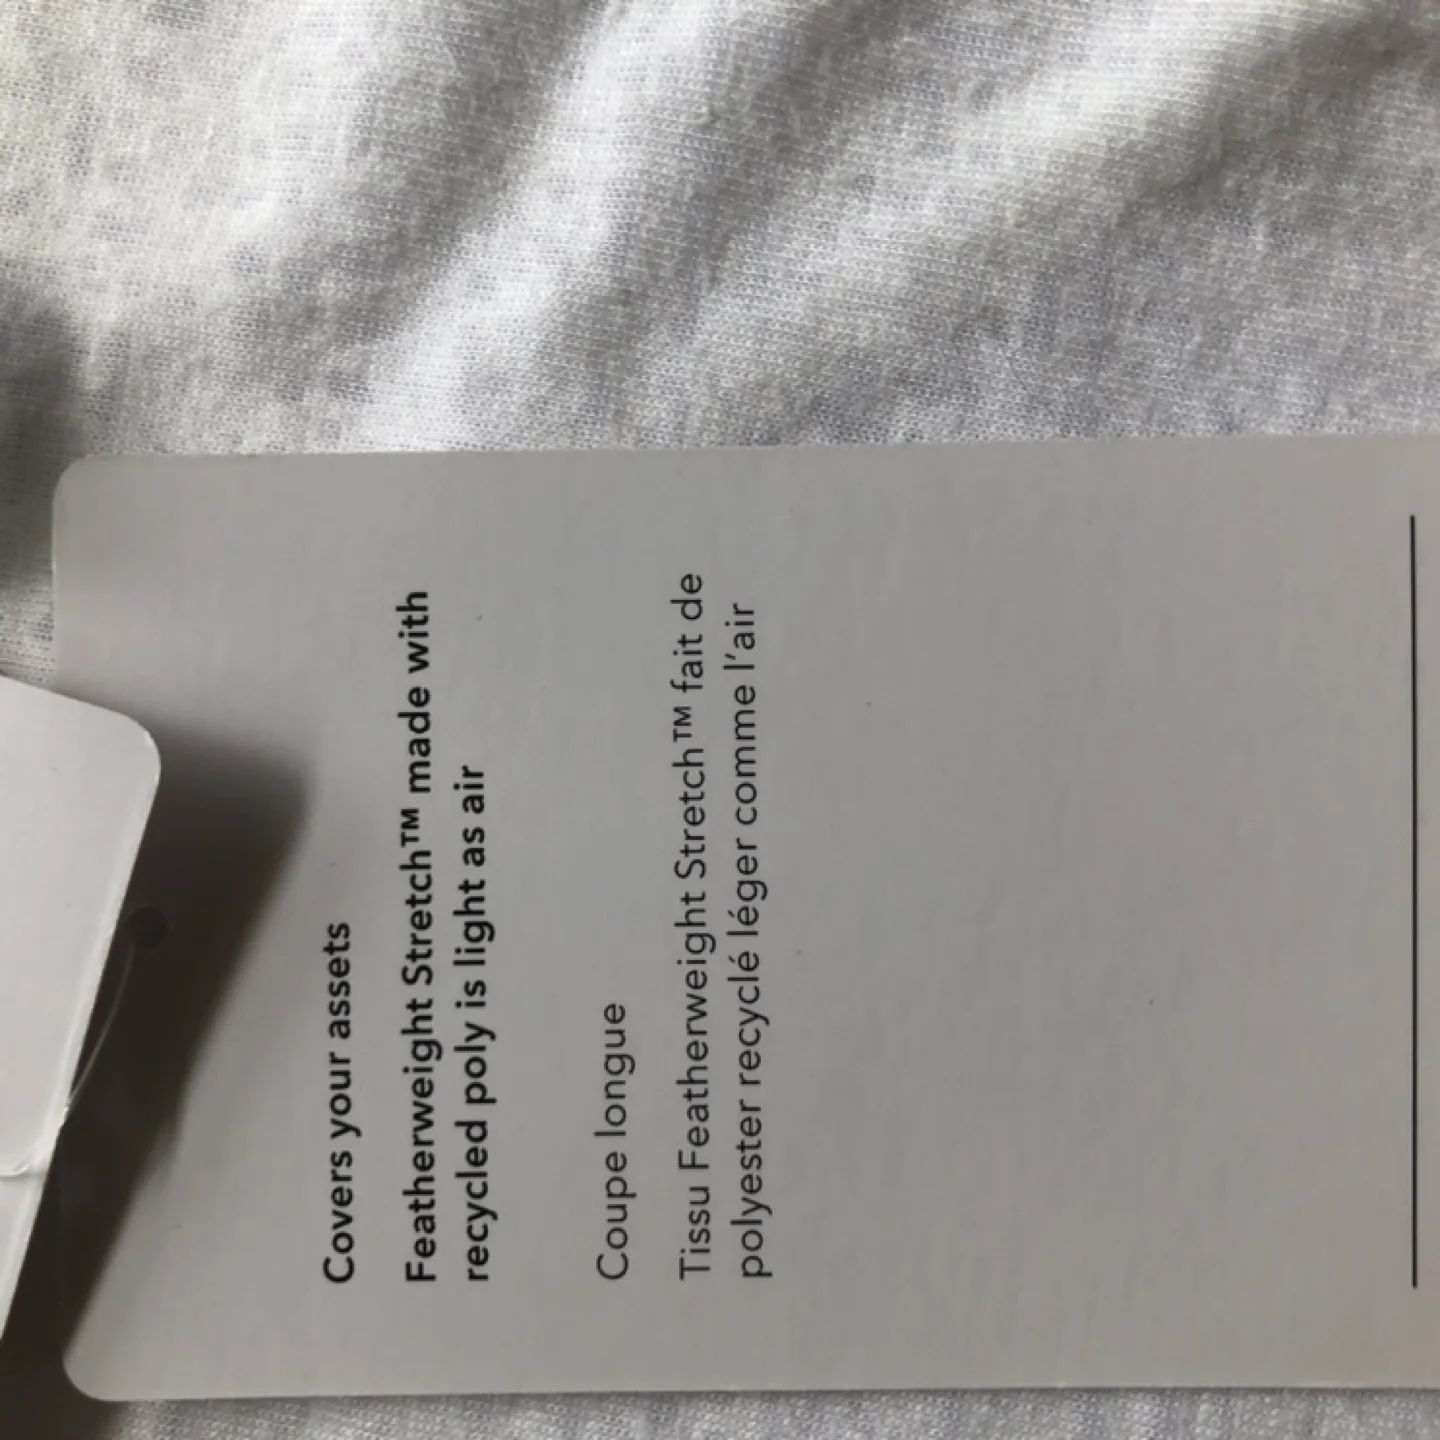 Covers your assets
Featherweight Stretch™ made with
recycled poly is light as air
Coupe longue
Tissu Featherweight Stretch™ fait de
polyester recyclé léger comme l'air